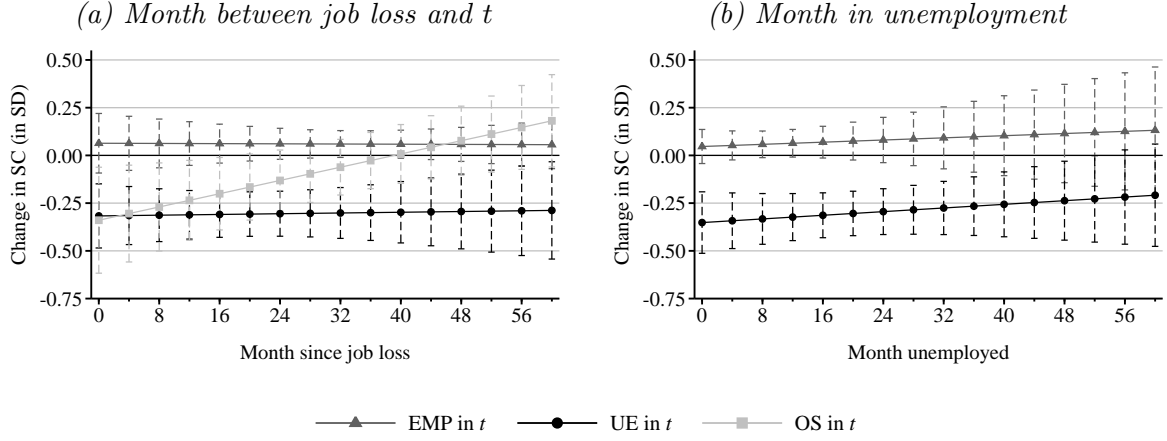 (a) Month between job loss and t
(b) Month in unemployment
Change in SC (in SD)
0.50
0.25
0.00
-0.25
-0.50
-0.75
0 8 16 24 32 40 48 56
Month since job loss
Change in SC (in SD)
0.50
0.25
0.00
-0.25
-0.50
-0.75
0 8 16 24 32 40 48 56
Month unemployed
EMP in t UE in t OS in t